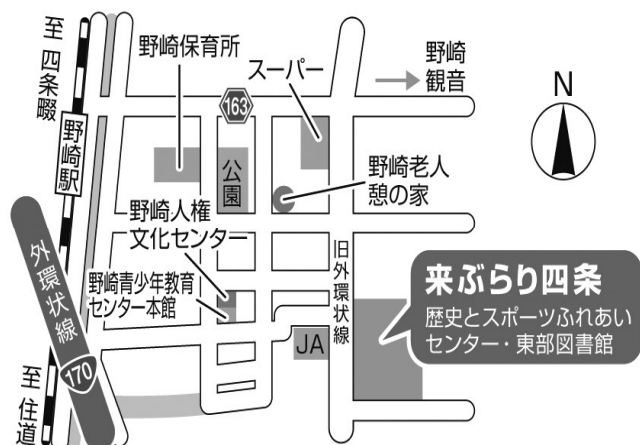 至 四条畷
野崎駅
外環状線
170
至 住道
野崎保育所
スーパー
野崎
観音
N
163
公園
野崎老人
憩の家
野崎人権
文化センター
野崎青少年教育
センター本館
旧外環状線
JA
来ぶらり四条
歴史とスポーツふれあい
センター・東部図書館